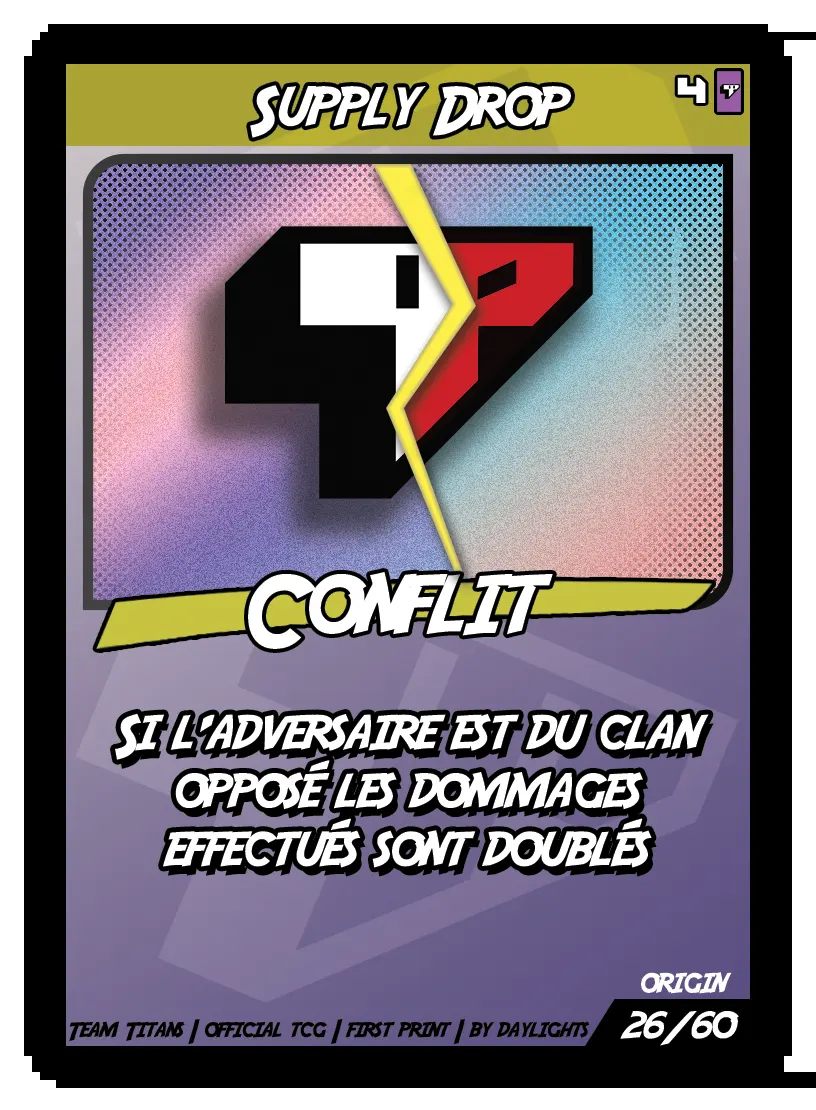 SUPPLY DROP
4
CONFLIT
SI L'ADVERSAIRE EST DU CLAN
OPPOSÉ LES DOMMAGES
EFFECTUÉS SONT DOUBLÉS
ORIGIN
TEAM TITANS | OFFICIAL TCG | FIRST PRINT | BY DAYLIGHTS
26/60